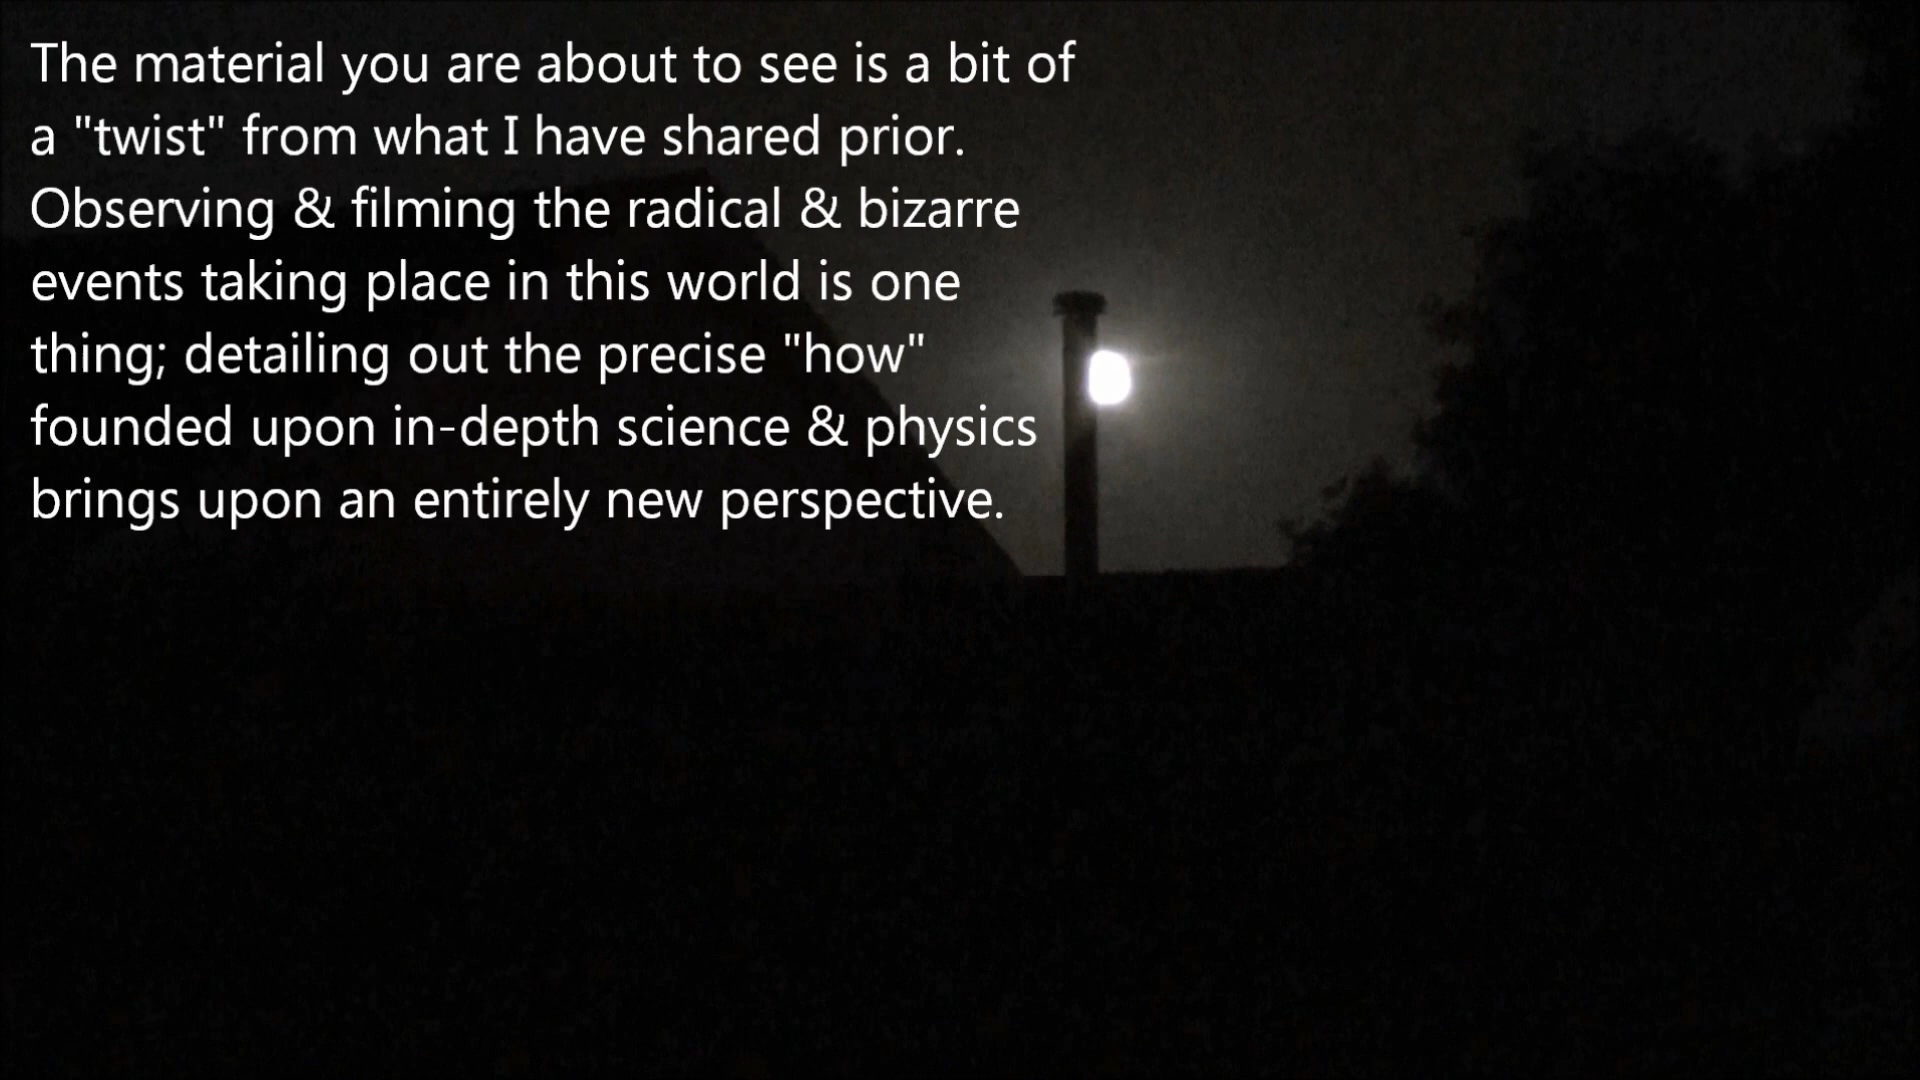 The material you are about to see is a bit of
a "twist" from what I have shared prior.
Observing & filming the radical & bizarre
events taking place in this world is one
thing; detailing out the precise "how"
founded upon in-depth science & physics
brings upon an entirely new perspective.